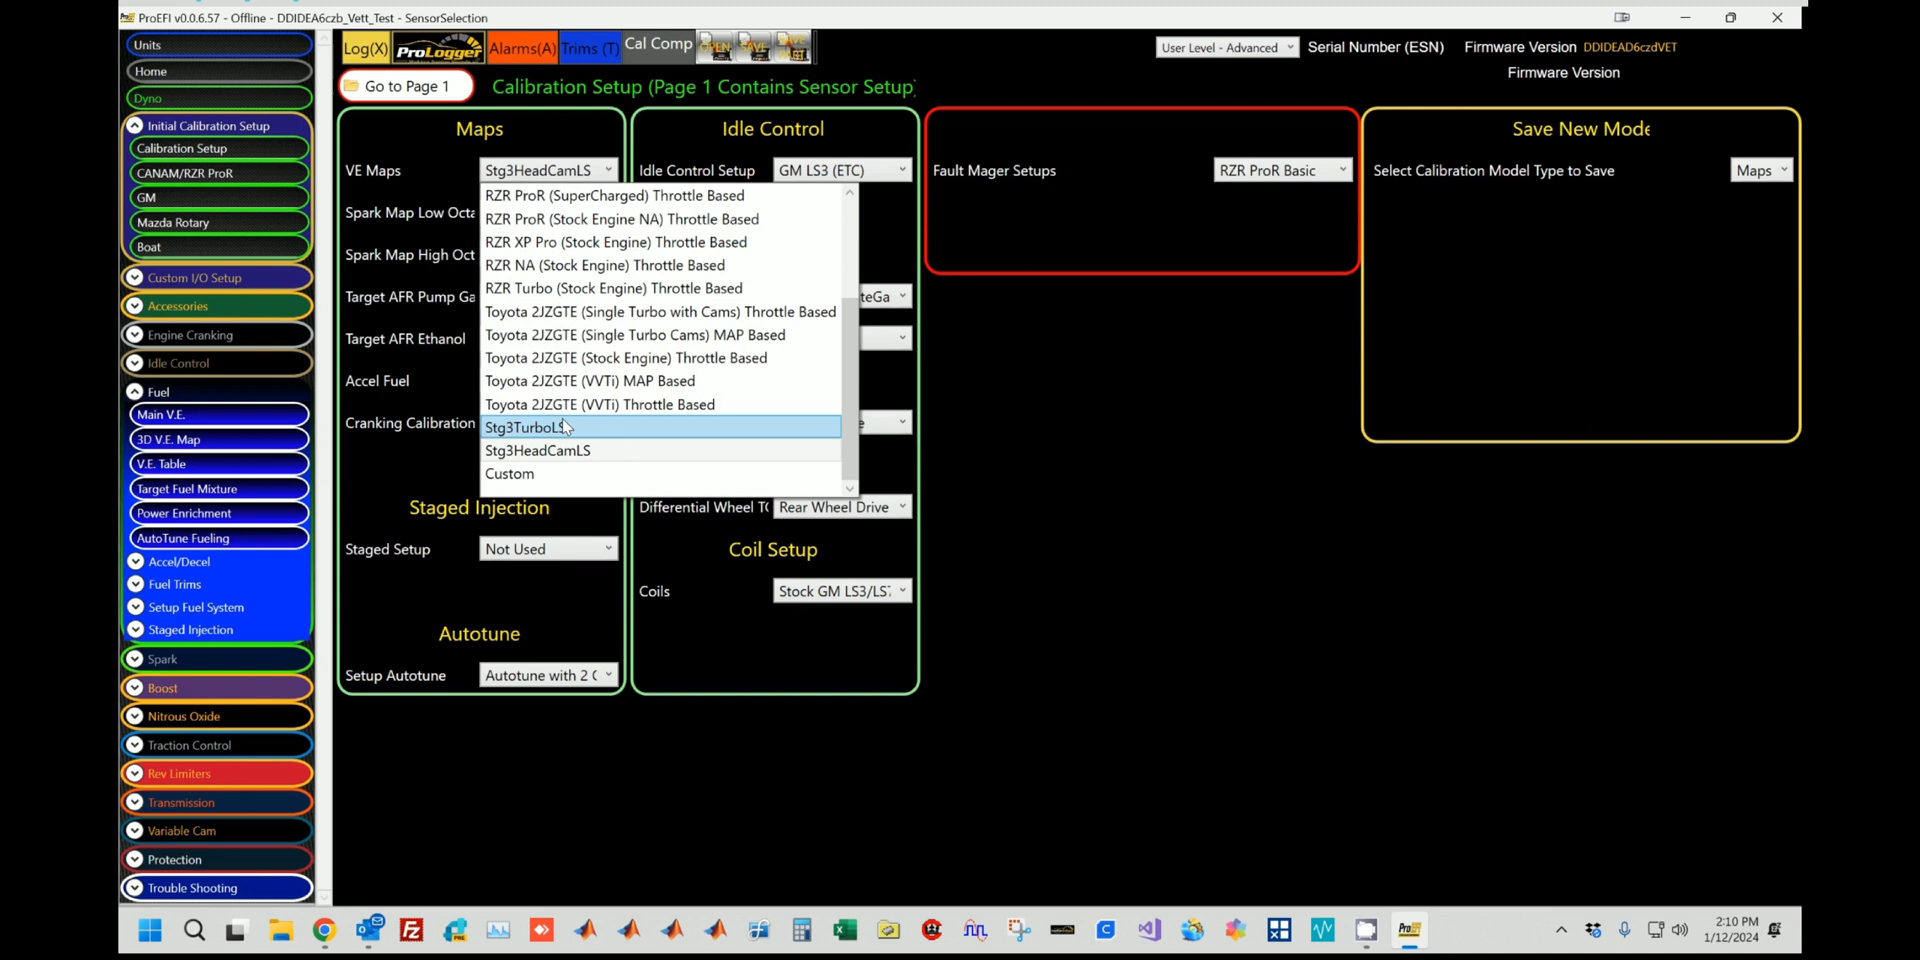 ProEFI v0.0.6.57 - Offline - DDIDEA6czb_Vett_Test - SensorSelection
Units
Home
Dyno
Initial Calibration Setup
Calibration Setup
CANAM/RZR ProR
GM
Mazda Rotary
Boat
Custom I/O Setup
Accessories
Engine Cranking
Idle Control
Fuel
Main V.E.
3D V.E. Map
V.E. Table
Target Fuel Mixture
Power Enrichment
AutoTune Fueling
Accel/Decel
Fuel Trims
Setup Fuel System
Staged Injection
Spark
Boost
Nitrous Oxide
Traction Control
Rev Limiters
Transmission
Variable Cam
Protection
Trouble Shooting
Log(X) ProLogger Alarms(A) Trims (T) Cal Comp OPEN SAVE SAVE
User Level - Advanced Serial Number (ESN) Firmware Version DDIDEAD6czdVET
Firmware Version
Go to Page 1 Calibration Setup (Page 1 Contains Sensor Setup)
Maps
VE Maps Stg3HeadCamLS
Spark Map Low Octa
Spark Map High Oct
Target AFR Pump Ga
Target AFR Ethanol
Accel Fuel
Cranking Calibration
RZR ProR (SuperCharged) Throttle Based
RZR ProR (Stock Engine NA) Throttle Based
RZR XP Pro (Stock Engine) Throttle Based
RZR NA (Stock Engine) Throttle Based
RZR Turbo (Stock Engine) Throttle Based
Toyota 2JZGTE (Single Turbo with Cams) Throttle Based
Toyota 2JZGTE (Single Turbo Cams) MAP Based
Toyota 2JZGTE (Stock Engine) Throttle Based
Toyota 2JZGTE (VVTi) MAP Based
Toyota 2JZGTE (VVTi) Throttle Based
Stg3TurboLS
Stg3HeadCamLS
Custom
Staged Injection
Staged Setup Not Used
Autotune
Setup Autotune Autotune with 2 C
Idle Control
Idle Control Setup GM LS3 (ETC)
teGa
e
Differential Wheel TC Rear Wheel Drive
Coil Setup
Coils Stock GM LS3/LS7
Fault Mager Setups RZR ProR Basic
Save New Mode
Select Calibration Model Type to Save Maps
2:10 PM
1/12/2024